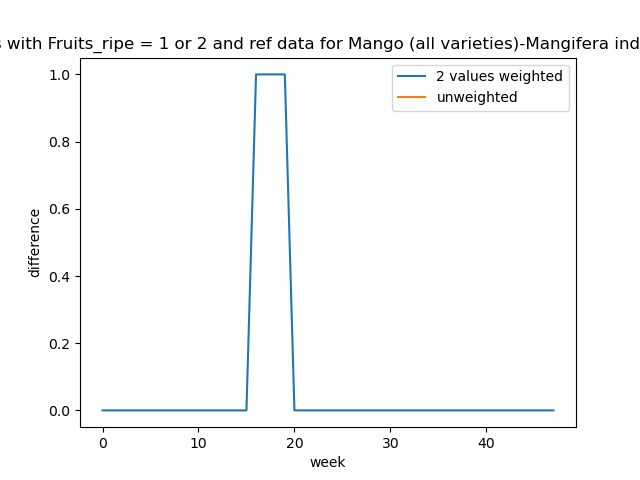 s with Fruits_ripe = 1 or 2 and ref data for Mango (all varieties)-Mangifera ind
2 values weighted
unweighted
1.0
0.8
0.6
0.4
0.2
0.0
difference
0 10 20 30 40
week